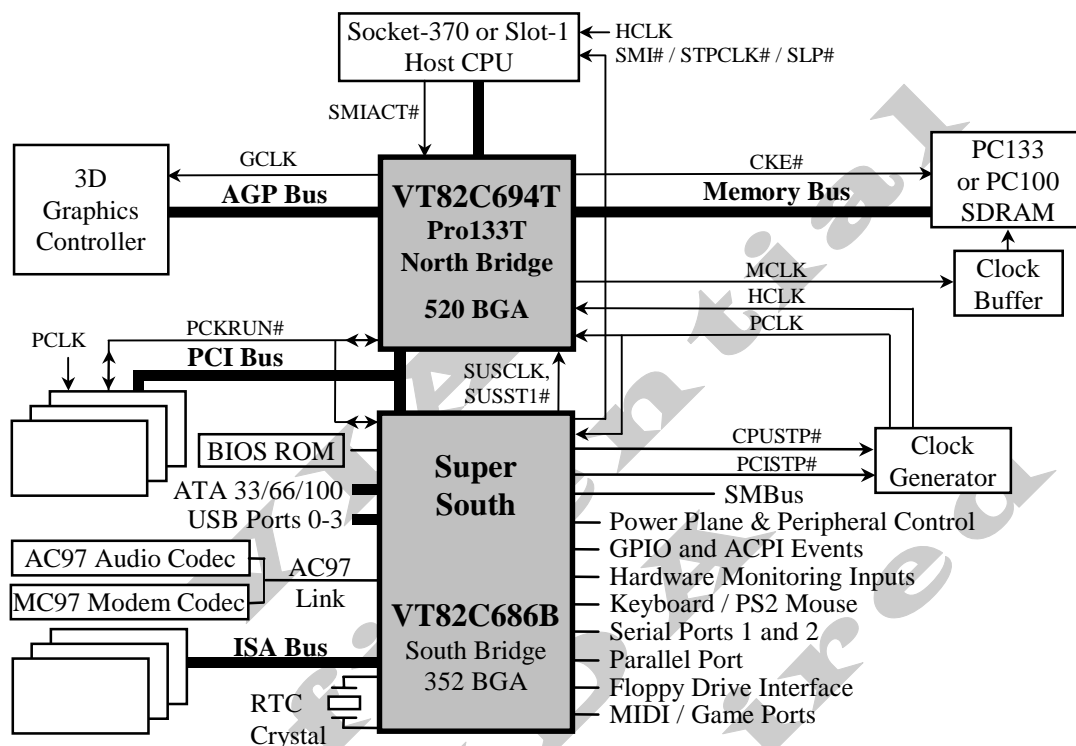 Socket-370 or Slot-1
Host CPU
HCLK
SMI# / STPCLK# / SLP#
SMIACT#
3D
Graphics
Controller
GCLK
AGP Bus
VT82C694T
Pro133T
North Bridge
520 BGA
CKE#
Memory Bus
PC133
or PC100
SDRAM
MCLK
HCLK
PCLK
Clock
Buffer
PCLK
PCKRUN#
PCI Bus
SUSCLK,
SUSST1#
BIOS ROM
ATA 33/66/100
USB Ports 0-3
Super
South
CPUSTP#
PCISTP#
Clock
Generator
SMBus
Power Plane & Peripheral Control
GPIO and ACPI Events
Hardware Monitoring Inputs
Keyboard / PS2 Mouse
Serial Ports 1 and 2
Parallel Port
Floppy Drive Interface
MIDI / Game Ports
AC97 Audio Codec
MC97 Modem Codec
AC97
Link
VT82C686B
South Bridge
352 BGA
ISA Bus
RTC
Crystal